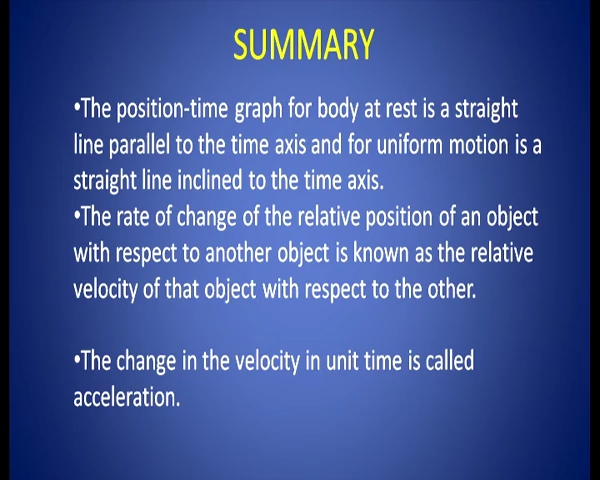 SUMMARY
•The position-time graph for body at rest is a straight
line parallel to the time axis and for uniform motion is a
straight line inclined to the time axis.
•The rate of change of the relative position of an object
with respect to another object is known as the relative
velocity of that object with respect to the other.
•The change in the velocity in unit time is called
acceleration.